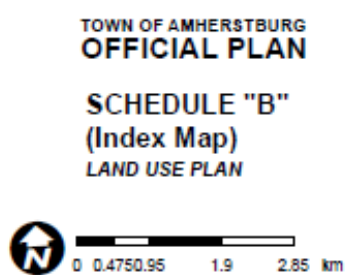 TOWN OF AMHERSTBURG
OFFICIAL PLAN
SCHEDULE "B"
(Index Map)
LAND USE PLAN
N
0 0.4750.95 1.9 2.85 km